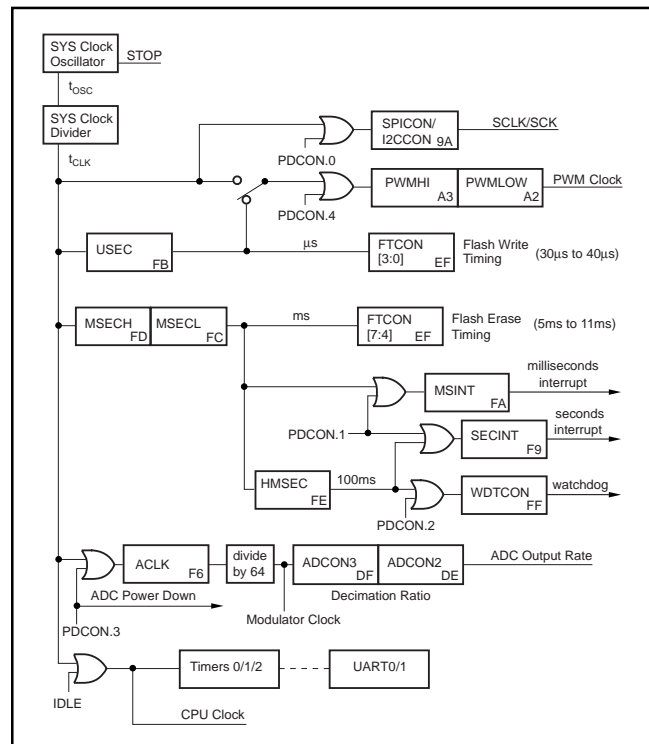 SYS Clock
Oscillator
STOP
tOSC
SYS Clock
Divider
tCLK
SPICON/
I2CCON
9A
SCLK/SCK
PDCON.0
PWMHI
A3
PWMLOW
A2
PWM Clock
PDCON.4
USEC
FB
µs
FTCON
[3:0]
EF
Flash Write
Timing
(30µs to 40µs)
MSECH
FD
MSECL
FC
ms
FTCON
[7:4]
EF
Flash Erase
Timing
(5ms to 11ms)
milliseconds
interrupt
MSINT
FA
PDCON.1
seconds
interrupt
SECINT
F9
HMSEC
FE
100ms
WDTCON
FF
watchdog
PDCON.2
ACLK
F6
divide
by 64
ADCON3
DF
ADCON2
DE
ADC Output Rate
ADC Power Down
Decimation Ratio
Modulator Clock
PDCON.3
Timers 0/1/2
UART0/1
IDLE
CPU Clock